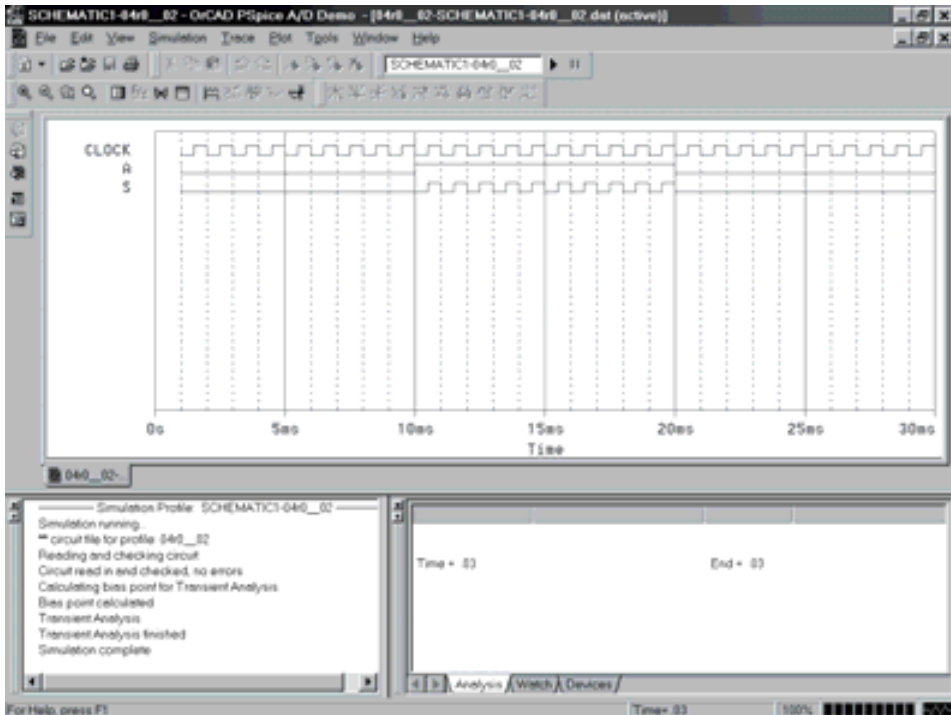 SCHEMATIC1-04r0__02 - OrCAD PSpice A/D Demo - [04r0__02-SCHEMATIC1-04r0__02.dat (active)]
File Edit View Simulation Trace Plot Tools Window Help
SCHEMATIC1-04r0__02
CLOCK
A
S
0s 5ms 10ms 15ms 20ms 25ms 30ms
Time
04r0__02-..
Simulation Profile: SCHEMATIC1-04r0__02
Simulation running..
** circuit file for profile: 04r0__02
Reading and checking circuit
Circuit read in and checked, no errors
Calculating bias point for Transient Analysis
Bias point calculated
Transient Analysis
Transient Analysis finished
Simulation complete
Time = .03 End = .03
Analysis Watch Devices
For Help, press F1 Time= .03 100%